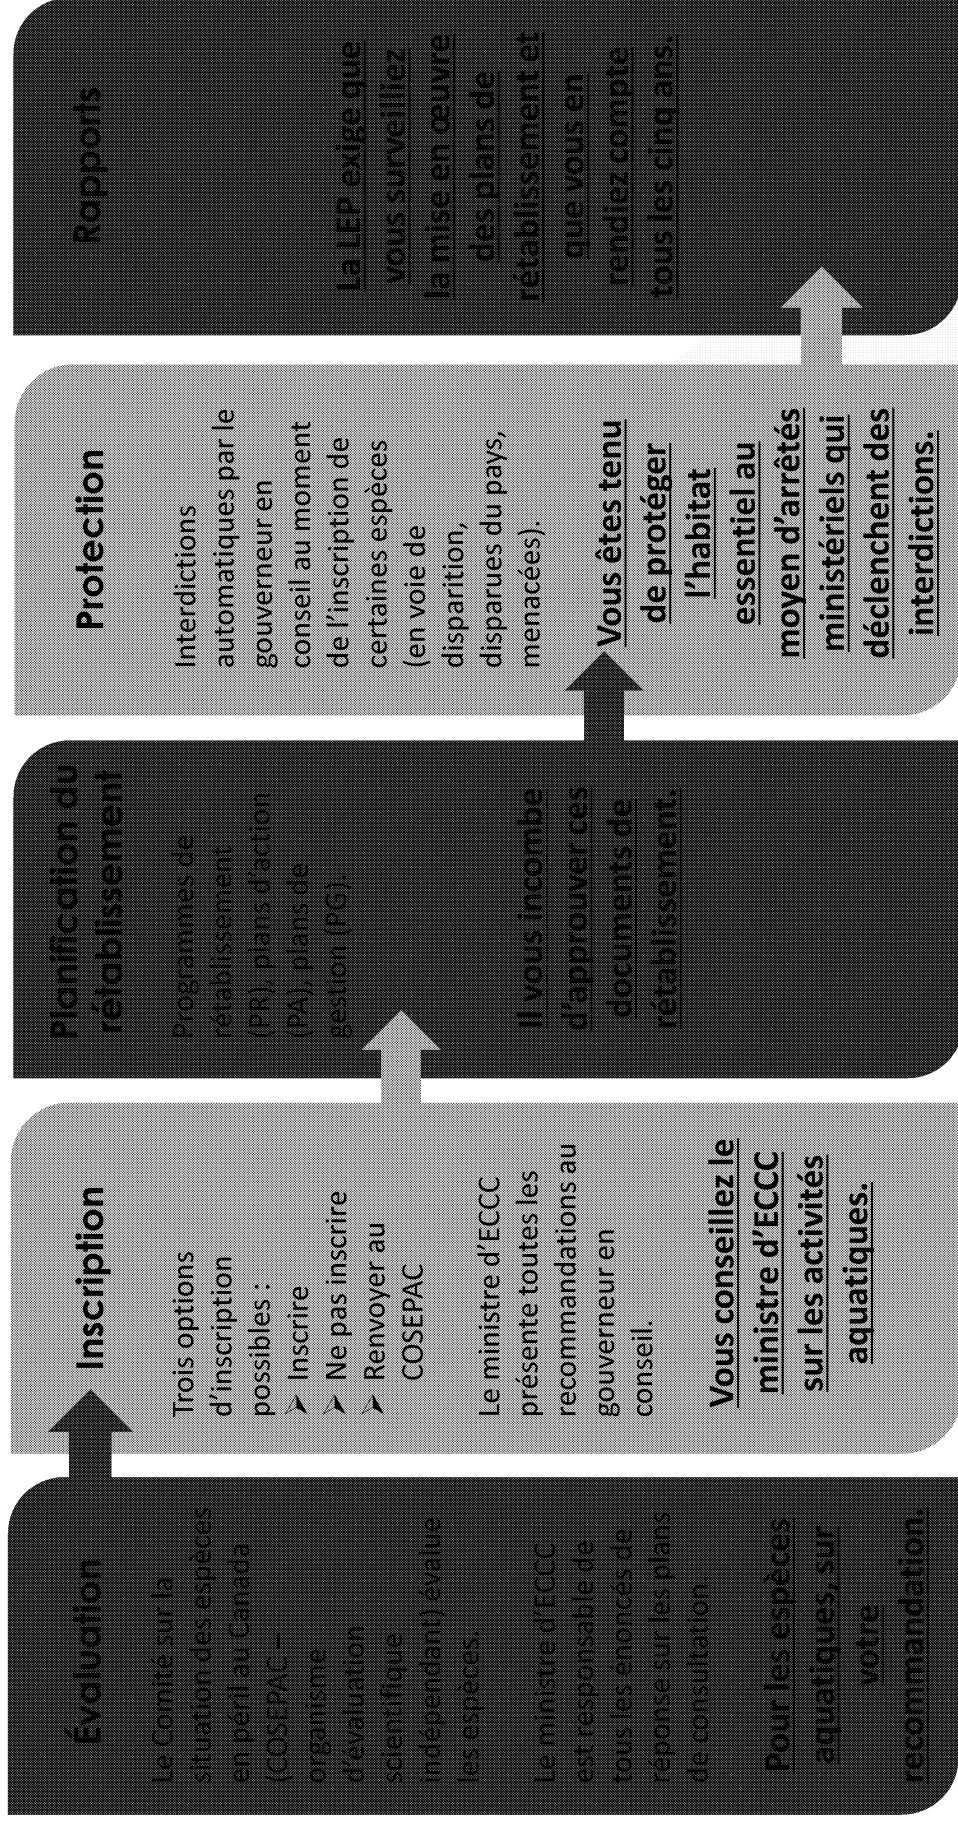 Évaluation
Le Comité sur la
situation des espèces
en péril au Canada
(COSEPAC –
organisme
d'évaluation
scientifique
indépendant) évalue
les espèces.
Le ministre d'ECCC
est responsable de
tous les énoncés de
réponse sur les plans
de consultation.
Pour les espèces
aquatiques, sur
votre
recommandation.
Inscription
Trois options
d'inscription
possibles :
➢ Inscrire
➢ Ne pas inscrire
➢ Renvoyer au
COSEPAC
Le ministre d'ECCC
présente toutes les
recommandations au
gouverneur en
conseil.
Vous conseillez le
ministre d'ECCC
sur les activités
aquatiques.
Planification du
rétablissement
Programmes de
rétablissement
(PR), plans d'action
(PA), plans de
gestion (PG).
Il vous incombe
d'approuver ces
documents de
rétablissement.
Protection
Interdictions
automatiques par le
gouverneur en
conseil au moment
de l'inscription de
certaines espèces
(en voie de
disparition,
disparues du pays,
menacées).
Vous êtes tenu
de protéger
l'habitat
essentiel au
moyen d'arrêtés
ministériels qui
déclenchent des
interdictions.
Rapports
La LEP exige que
vous surveilliez
la mise en œuvre
des plans de
rétablissement et
que vous en
rendiez compte
tous les cinq ans.